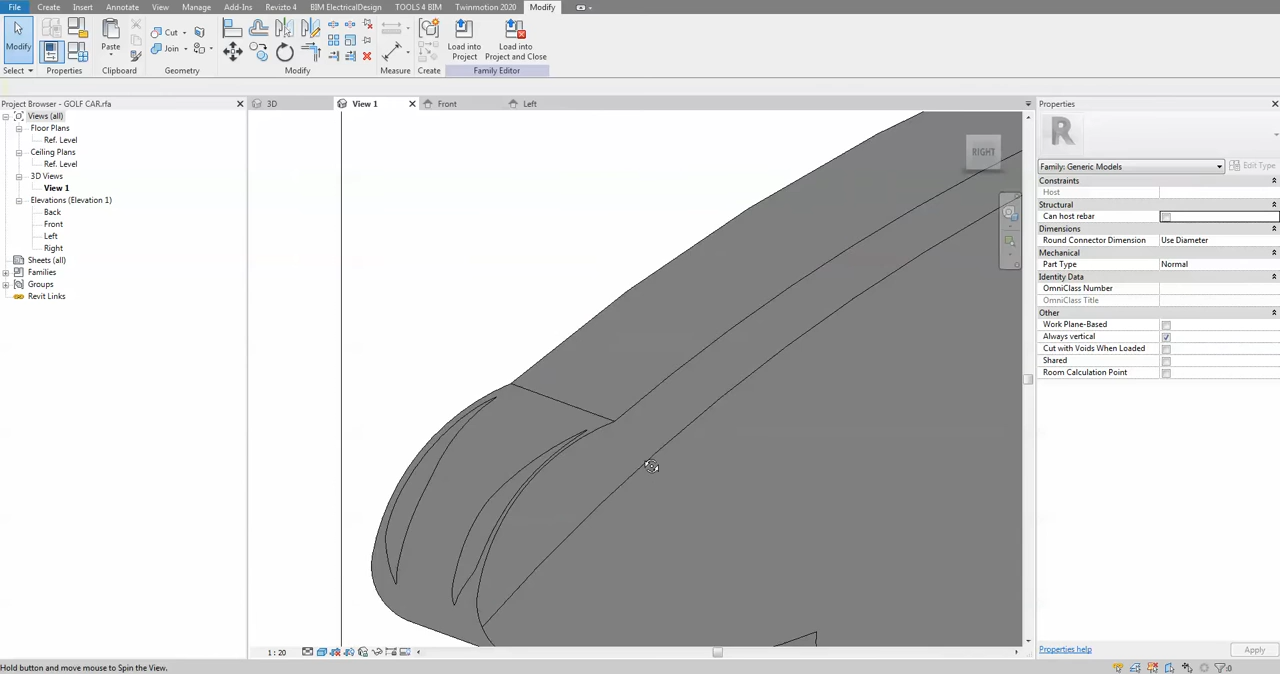 File Create Insert Annotate View Manage Add-Ins Revizto 4 BIM ElectricalDesign TOOLS 4 BIM Twinmotion 2020 Modify
Modify Paste Cut Join Load into Project Load into Project and Close
Select Properties Clipboard Geometry Modify Measure Create Family Editor
Project Browser - GOLF CAR.rfa
Views (all)
Floor Plans
Ref. Level
Ceiling Plans
Ref. Level
3D Views
View 1
Elevations (Elevation 1)
Back
Front
Left
Right
Sheets (all)
Families
Groups
Revit Links
3D View 1 Front Left
RIGHT
Properties
R
Family: Generic Models Edit Type
Constraints
Host
Structural
Can host rebar
Dimensions
Round Connector Dimension Use Diameter
Mechanical
Part Type Normal
Identity Data
OmniClass Number
OmniClass Title
Other
Work Plane-Based
Always vertical
Cut with Voids When Loaded
Shared
Room Calculation Point
Properties help Apply
1 : 20
Hold button and move mouse to Spin the View.
:0